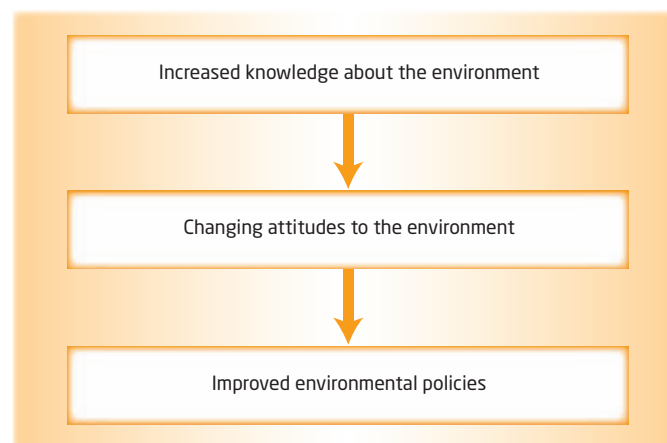 Increased knowledge about the environment
Changing attitudes to the environment
Improved environmental policies